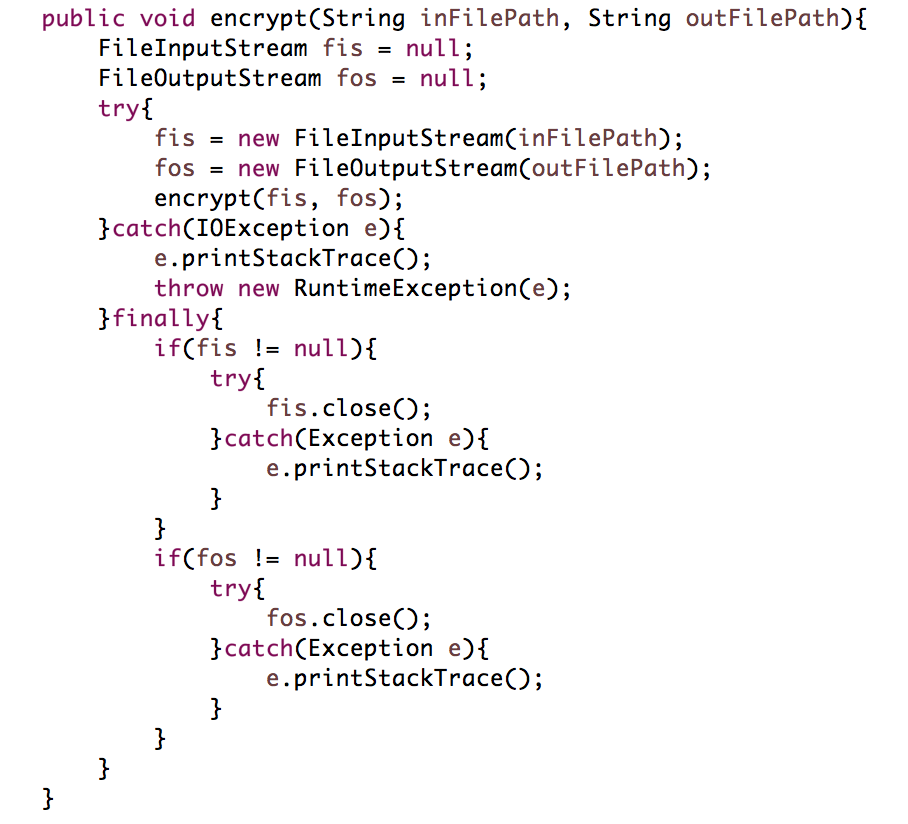 public void encrypt(String inFilePath, String outFilePath){
    FileInputStream fis = null;
    FileOutputStream fos = null;
    try{
        fis = new FileInputStream(inFilePath);
        fos = new FileOutputStream(outFilePath);
        encrypt(fis, fos);
    }catch(IOException e){
        e.printStackTrace();
        throw new RuntimeException(e);
    }finally{
        if(fis != null){
            try{
                fis.close();
            }catch(Exception e){
                e.printStackTrace();
            }
        }
        if(fos != null){
            try{
                fos.close();
            }catch(Exception e){
                e.printStackTrace();
            }
        }
    }
}